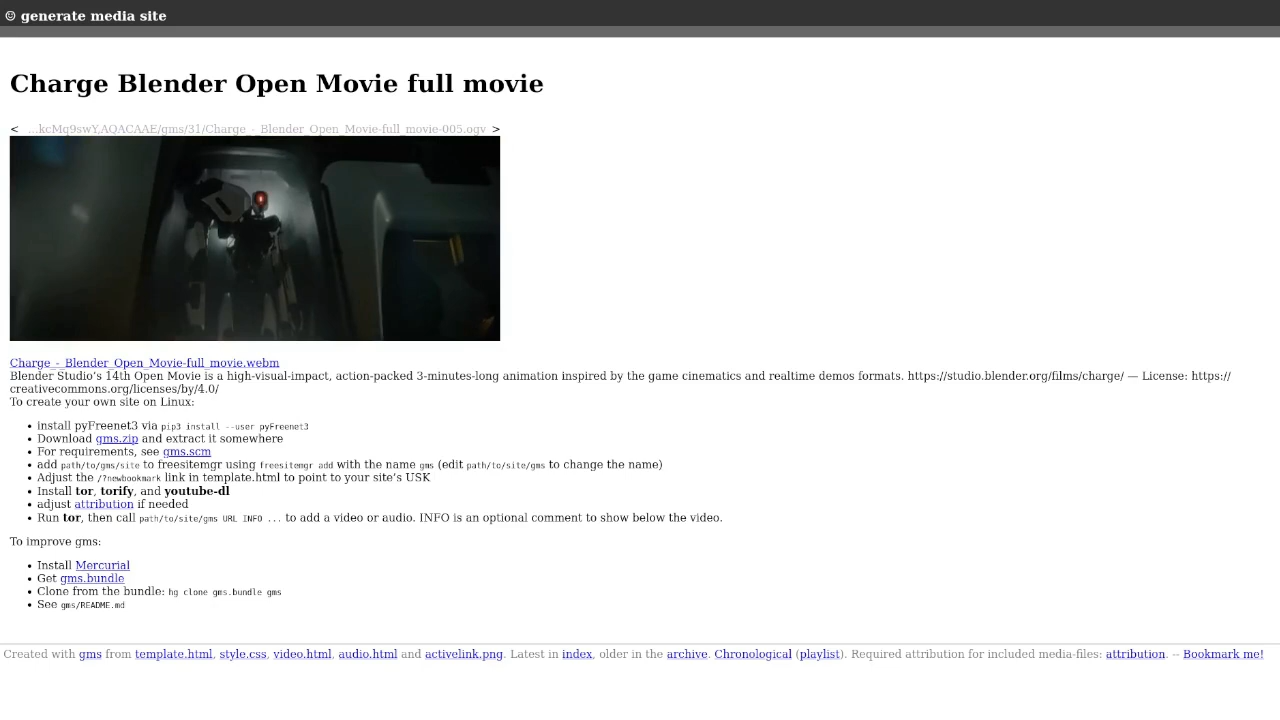 ☺ generate media site
Charge Blender Open Movie full movie
< ...kcMq9swY,AQACAAE/gms/31/Charge_-_Blender_Open_Movie-full_movie-005.ogv >
Charge_-_Blender_Open_Movie-full_movie.webm
Blender Studio’s 14th Open Movie is a high-visual-impact, action-packed 3-minutes-long animation inspired by the game cinematics and realtime demos formats. https://studio.blender.org/films/charge/ — License: https://
creativecommons.org/licenses/by/4.0/
To create your own site on Linux:
• install pyFreenet3 via pip3 install --user pyFreenet3
• Download gms.zip and extract it somewhere
• For requirements, see gms.scm
• add path/to/gms/site to freesitemgr using freesitemgr add with the name gms (edit path/to/site/gms to change the name)
• Adjust the /?newbookmark link in template.html to point to your site’s USK
• Install tor, torify, and youtube-dl
• adjust attribution if needed
• Run tor, then call path/to/site/gms URL INFO ... to add a video or audio. INFO is an optional comment to show below the video.
To improve gms:
• Install Mercurial
• Get gms.bundle
• Clone from the bundle: hg clone gms.bundle gms
• See gms/README.md
Created with gms from template.html, style.css, video.html, audio.html and activelink.png. Latest in index, older in the archive. Chronological (playlist). Required attribution for included media-files: attribution. -- Bookmark me!